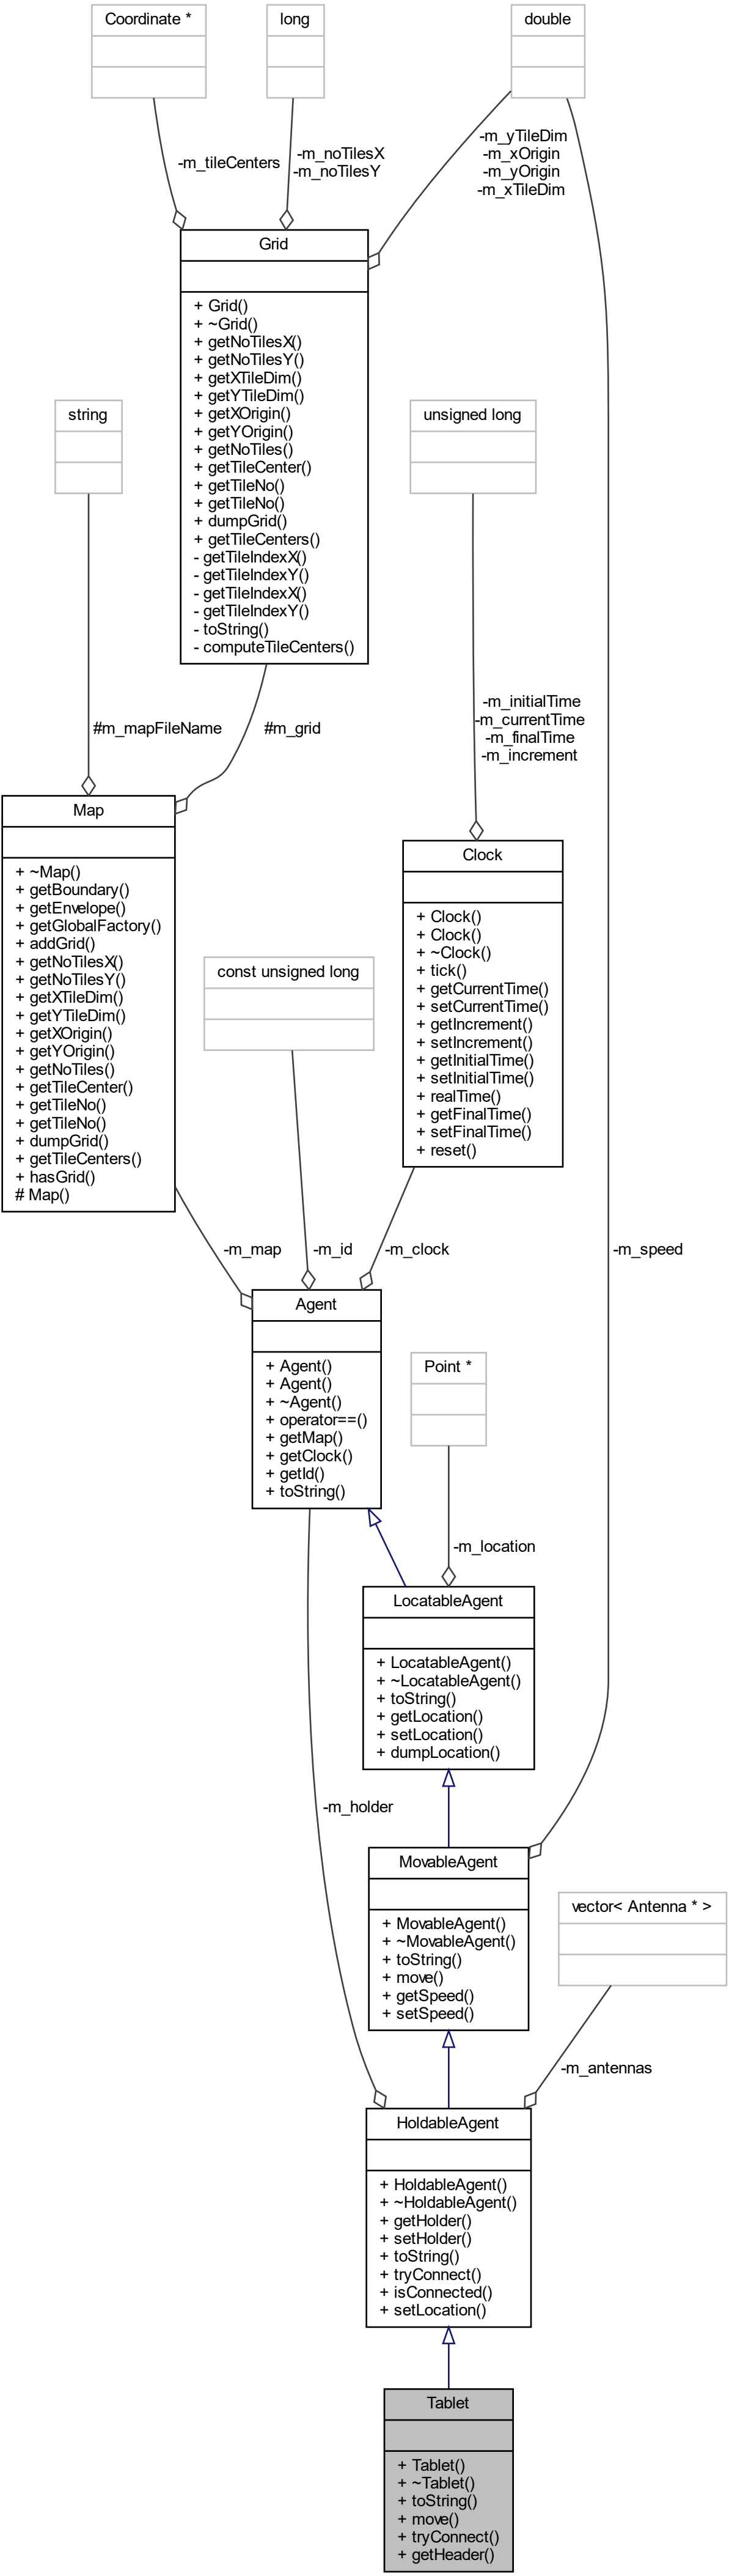 Coordinate *
long
double
-m_tileCenters
-m_noTilesX
-m_noTilesY
-m_yTileDim
-m_xOrigin
-m_yOrigin
-m_xTileDim
Grid
+ Grid()
+ ~Grid()
+ getNoTilesX()
+ getNoTilesY()
+ getXTileDim()
+ getYTileDim()
+ getXOrigin()
+ getYOrigin()
+ getNoTiles()
+ getTileCenter()
+ getTileNo()
+ getTileNo()
+ dumpGrid()
+ getTileCenters()
- getTileIndexX()
- getTileIndexY()
- getTileIndexX()
- getTileIndexY()
- toString()
- computeTileCenters()
string
unsigned long
#m_mapFileName
#m_grid
-m_initialTime
-m_currentTime
-m_finalTime
-m_increment
Map
+ ~Map()
+ getBoundary()
+ getEnvelope()
+ getGlobalFactory()
+ addGrid()
+ getNoTilesX()
+ getNoTilesY()
+ getXTileDim()
+ getYTileDim()
+ getXOrigin()
+ getYOrigin()
+ getNoTiles()
+ getTileCenter()
+ getTileNo()
+ getTileNo()
+ dumpGrid()
+ getTileCenters()
+ hasGrid()
# Map()
const unsigned long
Clock
+ Clock()
+ Clock()
+ ~Clock()
+ tick()
+ getCurrentTime()
+ setCurrentTime()
+ getIncrement()
+ setIncrement()
+ getInitialTime()
+ setInitialTime()
+ realTime()
+ getFinalTime()
+ setFinalTime()
+ reset()
-m_map
-m_id
-m_clock
-m_speed
Agent
+ Agent()
+ Agent()
+ ~Agent()
+ operator==()
+ getMap()
+ getClock()
+ getId()
+ toString()
Point *
-m_location
LocatableAgent
+ LocatableAgent()
+ ~LocatableAgent()
+ toString()
+ getLocation()
+ setLocation()
+ dumpLocation()
-m_holder
MovableAgent
+ MovableAgent()
+ ~MovableAgent()
+ toString()
+ move()
+ getSpeed()
+ setSpeed()
vector< Antenna * >
-m_antennas
HoldableAgent
+ HoldableAgent()
+ ~HoldableAgent()
+ getHolder()
+ setHolder()
+ toString()
+ tryConnect()
+ isConnected()
+ setLocation()
Tablet
+ Tablet()
+ ~Tablet()
+ toString()
+ move()
+ tryConnect()
+ getHeader()